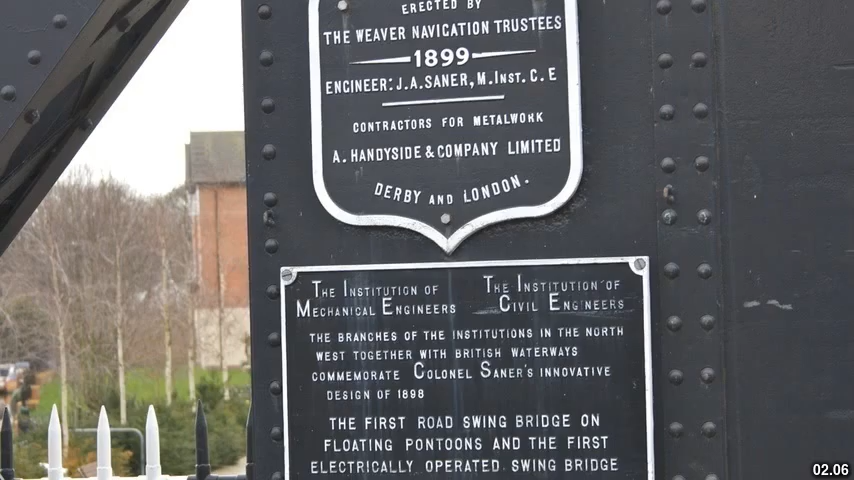 ERECTED BY
THE WEAVER NAVIGATION TRUSTEES
1899
ENGINEER: J.A. SANER, M.INST. C. E
CONTRACTORS FOR METALWORK
A. HANDYSIDE & COMPANY LIMITED
DERBY AND LONDON.
THE INSTITUTION OF MECHANICAL ENGINEERS
THE INSTITUTION OF CIVIL ENGINEERS
THE BRANCHES OF THE INSTITUTIONS IN THE NORTH
WEST TOGETHER WITH BRITISH WATERWAYS
COMMEMORATE COLONEL SANER'S INNOVATIVE
DESIGN OF 1898
THE FIRST ROAD SWING BRIDGE ON
FLOATING PONTOONS AND THE FIRST
ELECTRICALLY OPERATED SWING BRIDGE
02.06